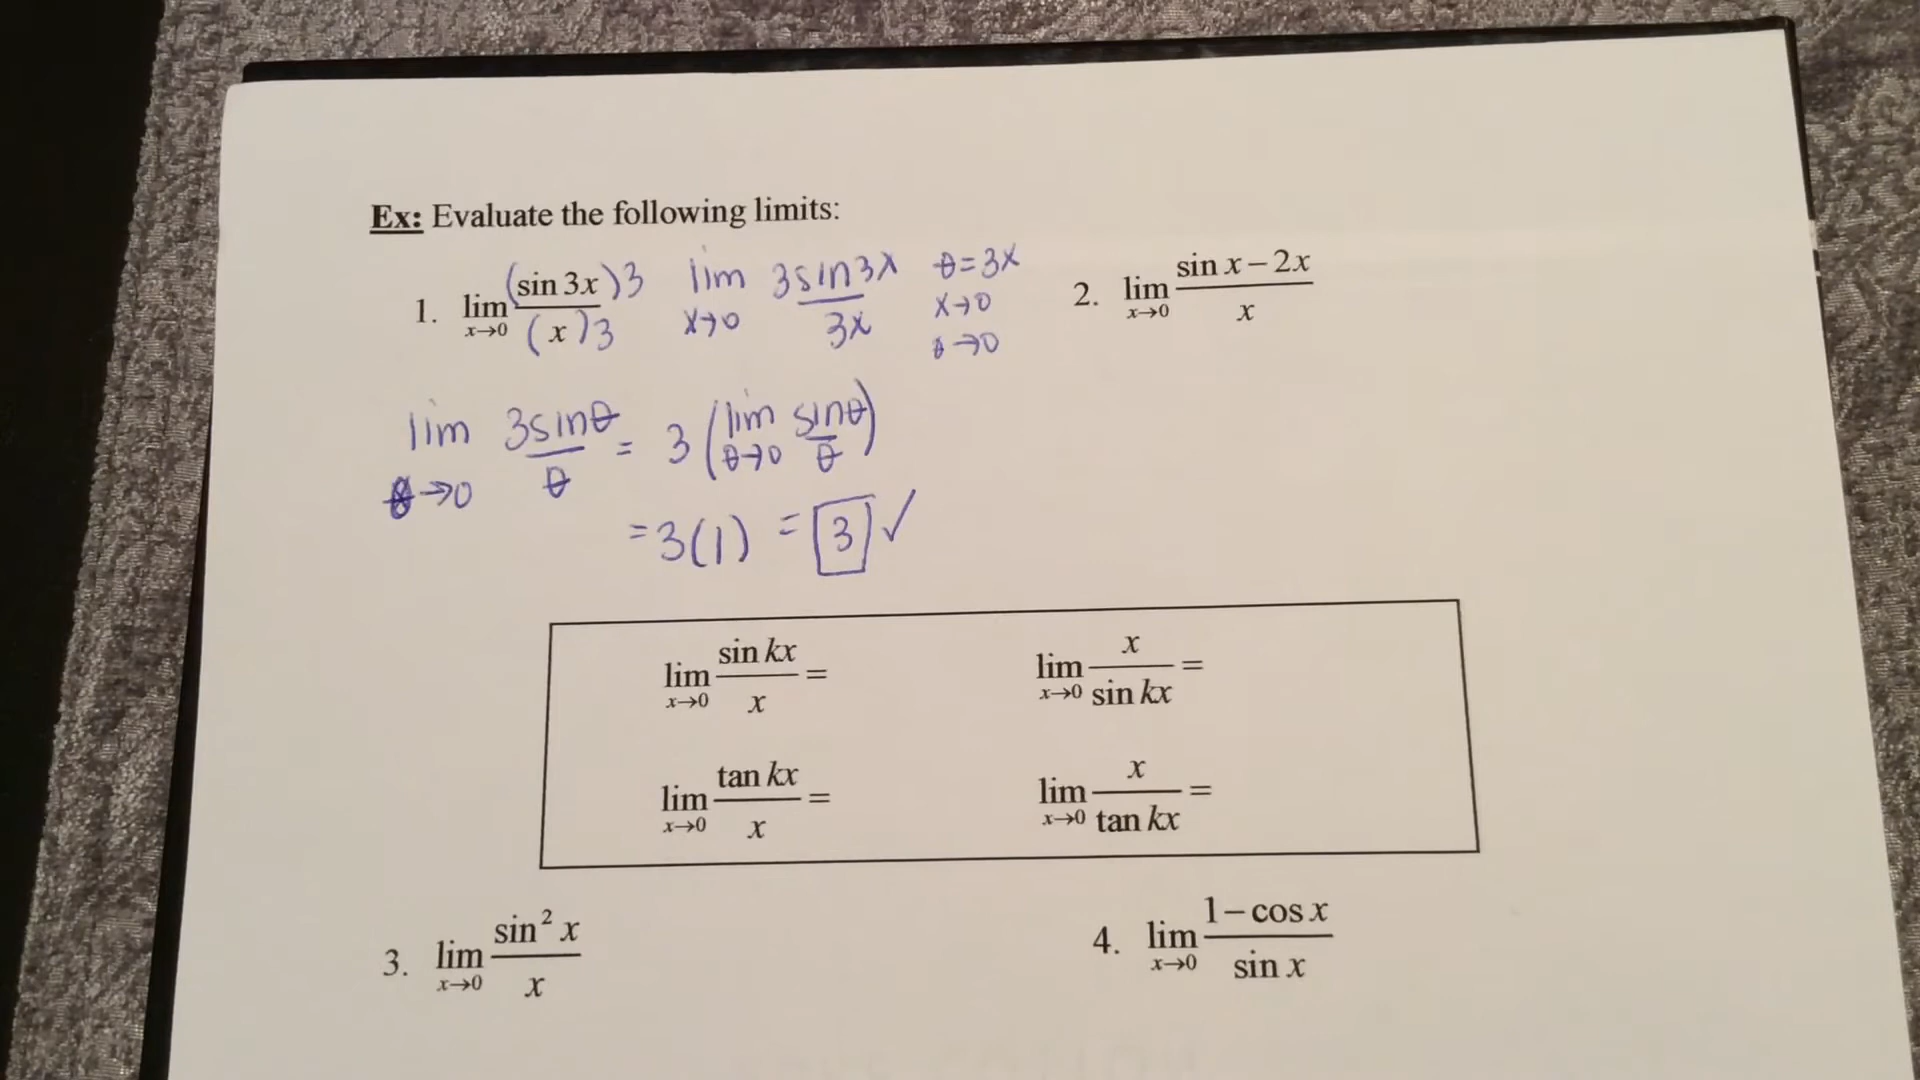 Ex: Evaluate the following limits:
1. lim x→0 (sin 3x)3 / (x)3 lim x→0 3sin3x / 3x θ=3x
x→0
θ→0
2. lim x→0 sin x − 2x / x
lim θ→0 3sinθ / θ = 3 (lim θ→0 sinθ / θ)
= 3(1) = 3 ✓
lim x→0 sin kx / x =
lim x→0 x / sin kx =
lim x→0 tan kx / x =
lim x→0 x / tan kx =
3. lim x→0 sin² x / x
4. lim x→0 1 − cos x / sin x